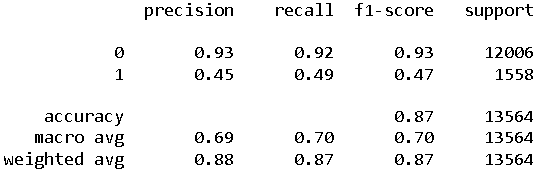 precision recall f1-score support
0 0.93 0.92 0.93 12006
1 0.45 0.49 0.47 1558
accuracy 0.87 13564
macro avg 0.69 0.70 0.70 13564
weighted avg 0.88 0.87 0.87 13564